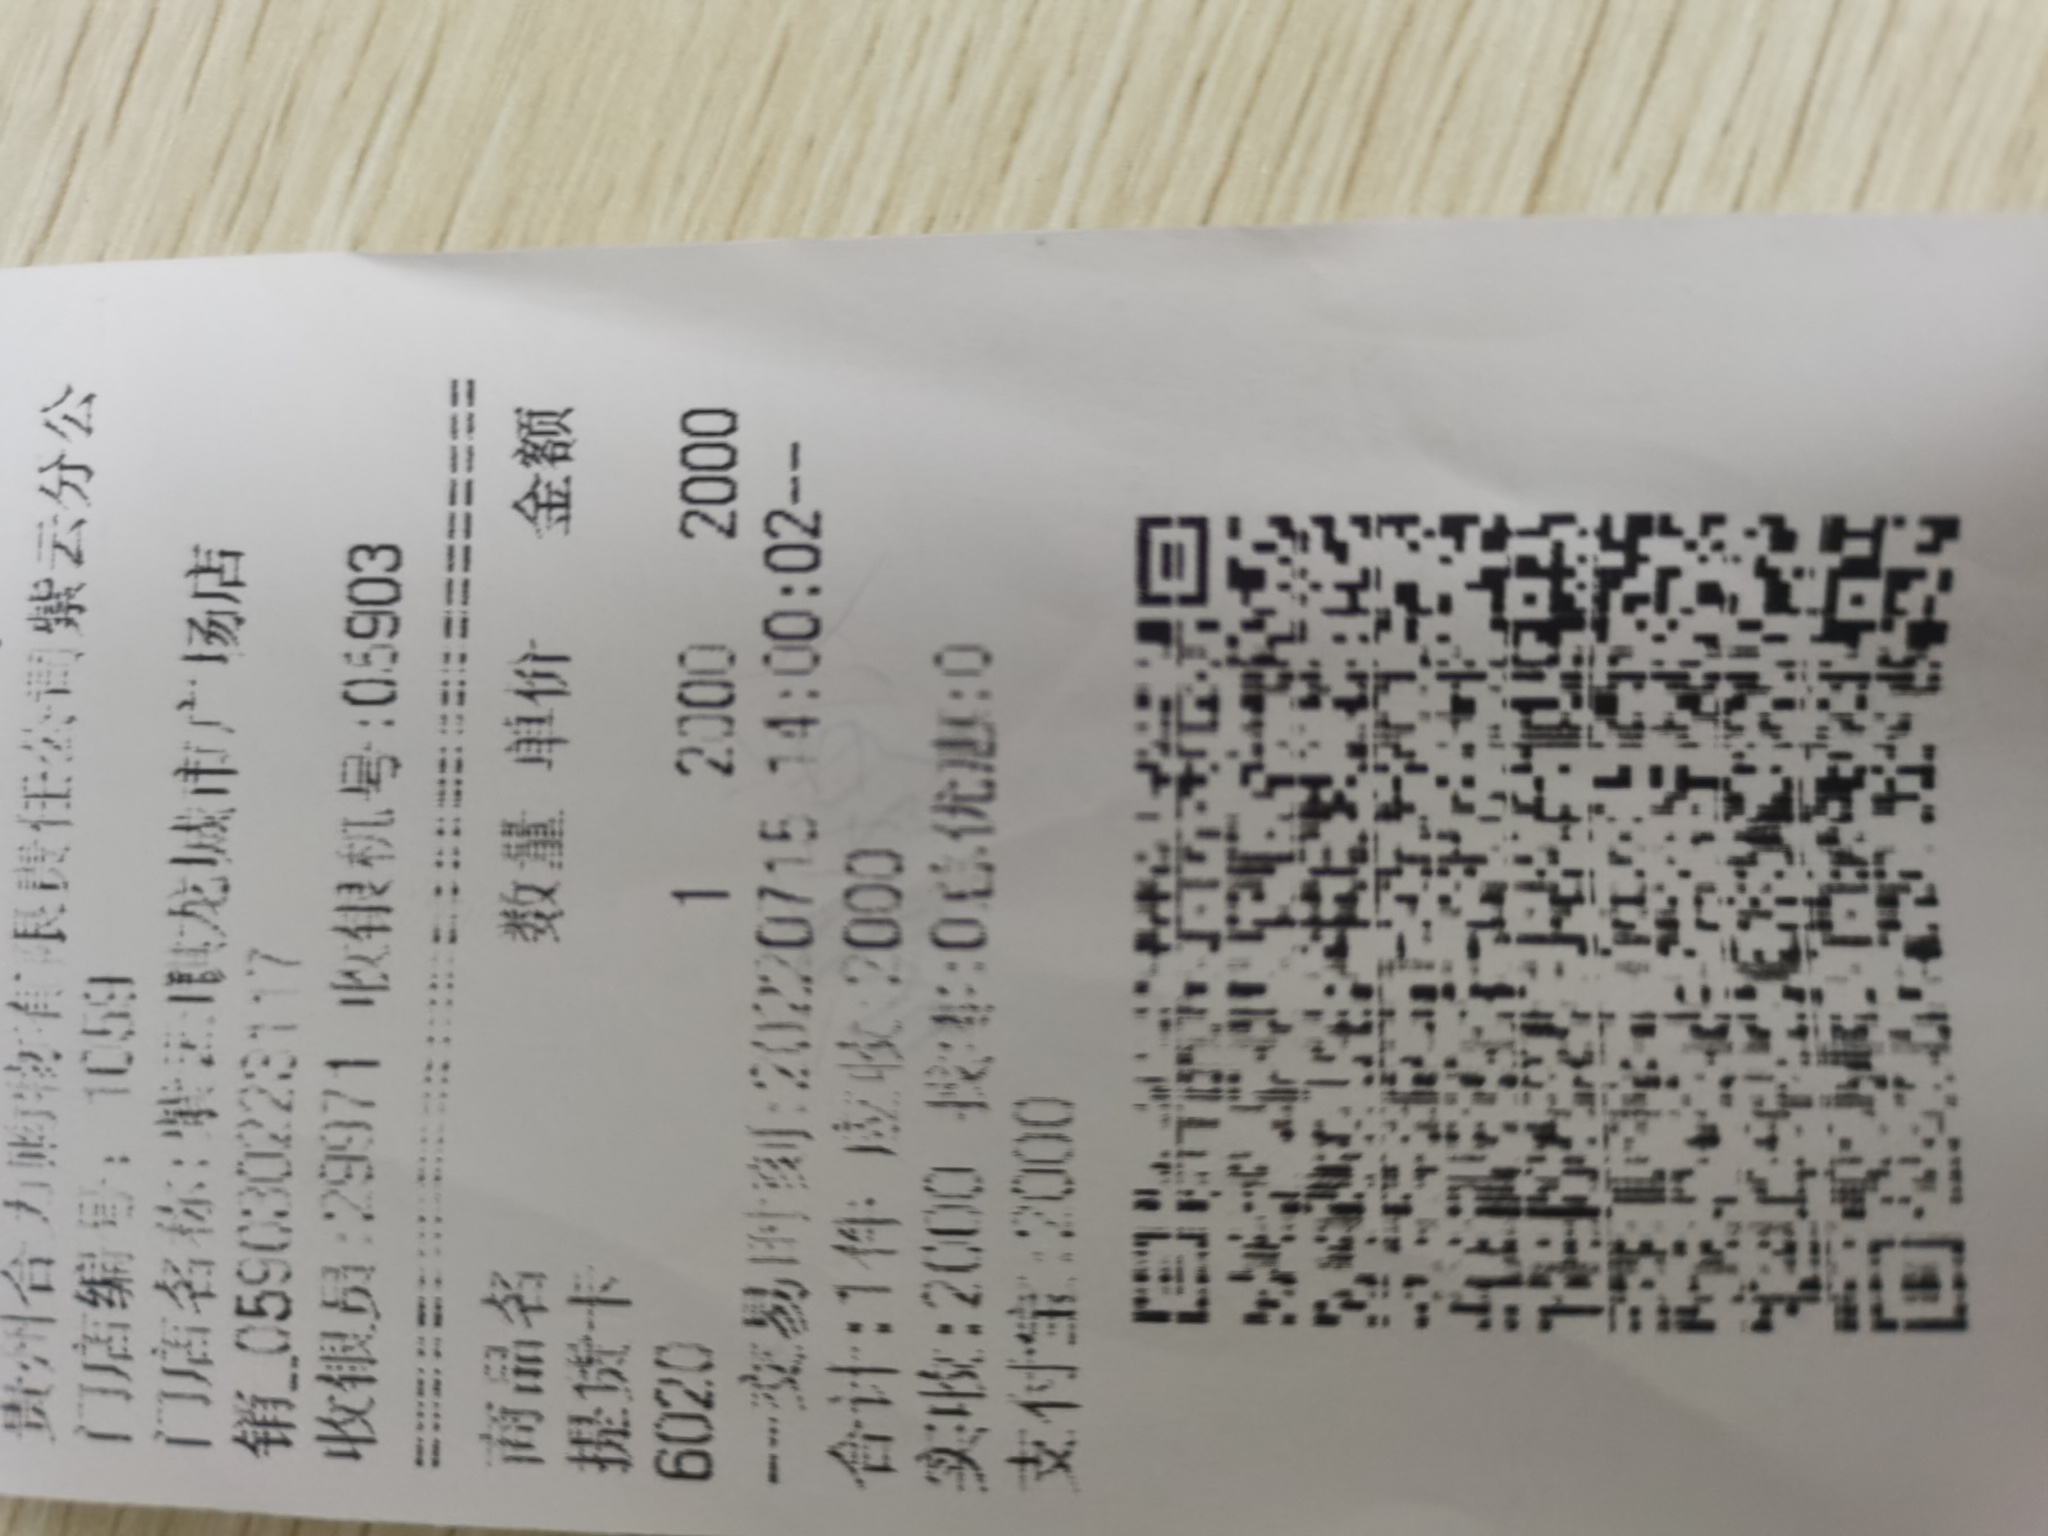 贵州合力购物有限责任公司紫云分公
门店编号: 1059
门店名称:紫云麒龙城市广场店
销_05903022917
收银员:29971 收银机号:05903
商品名 数量 单价 金额
提货卡
6020 1 2000 2000
---交易时间:20220715 14:00:02--
合计:1件 应收:2000
实收:2000 找零:0总优惠:0
支付宝:2000